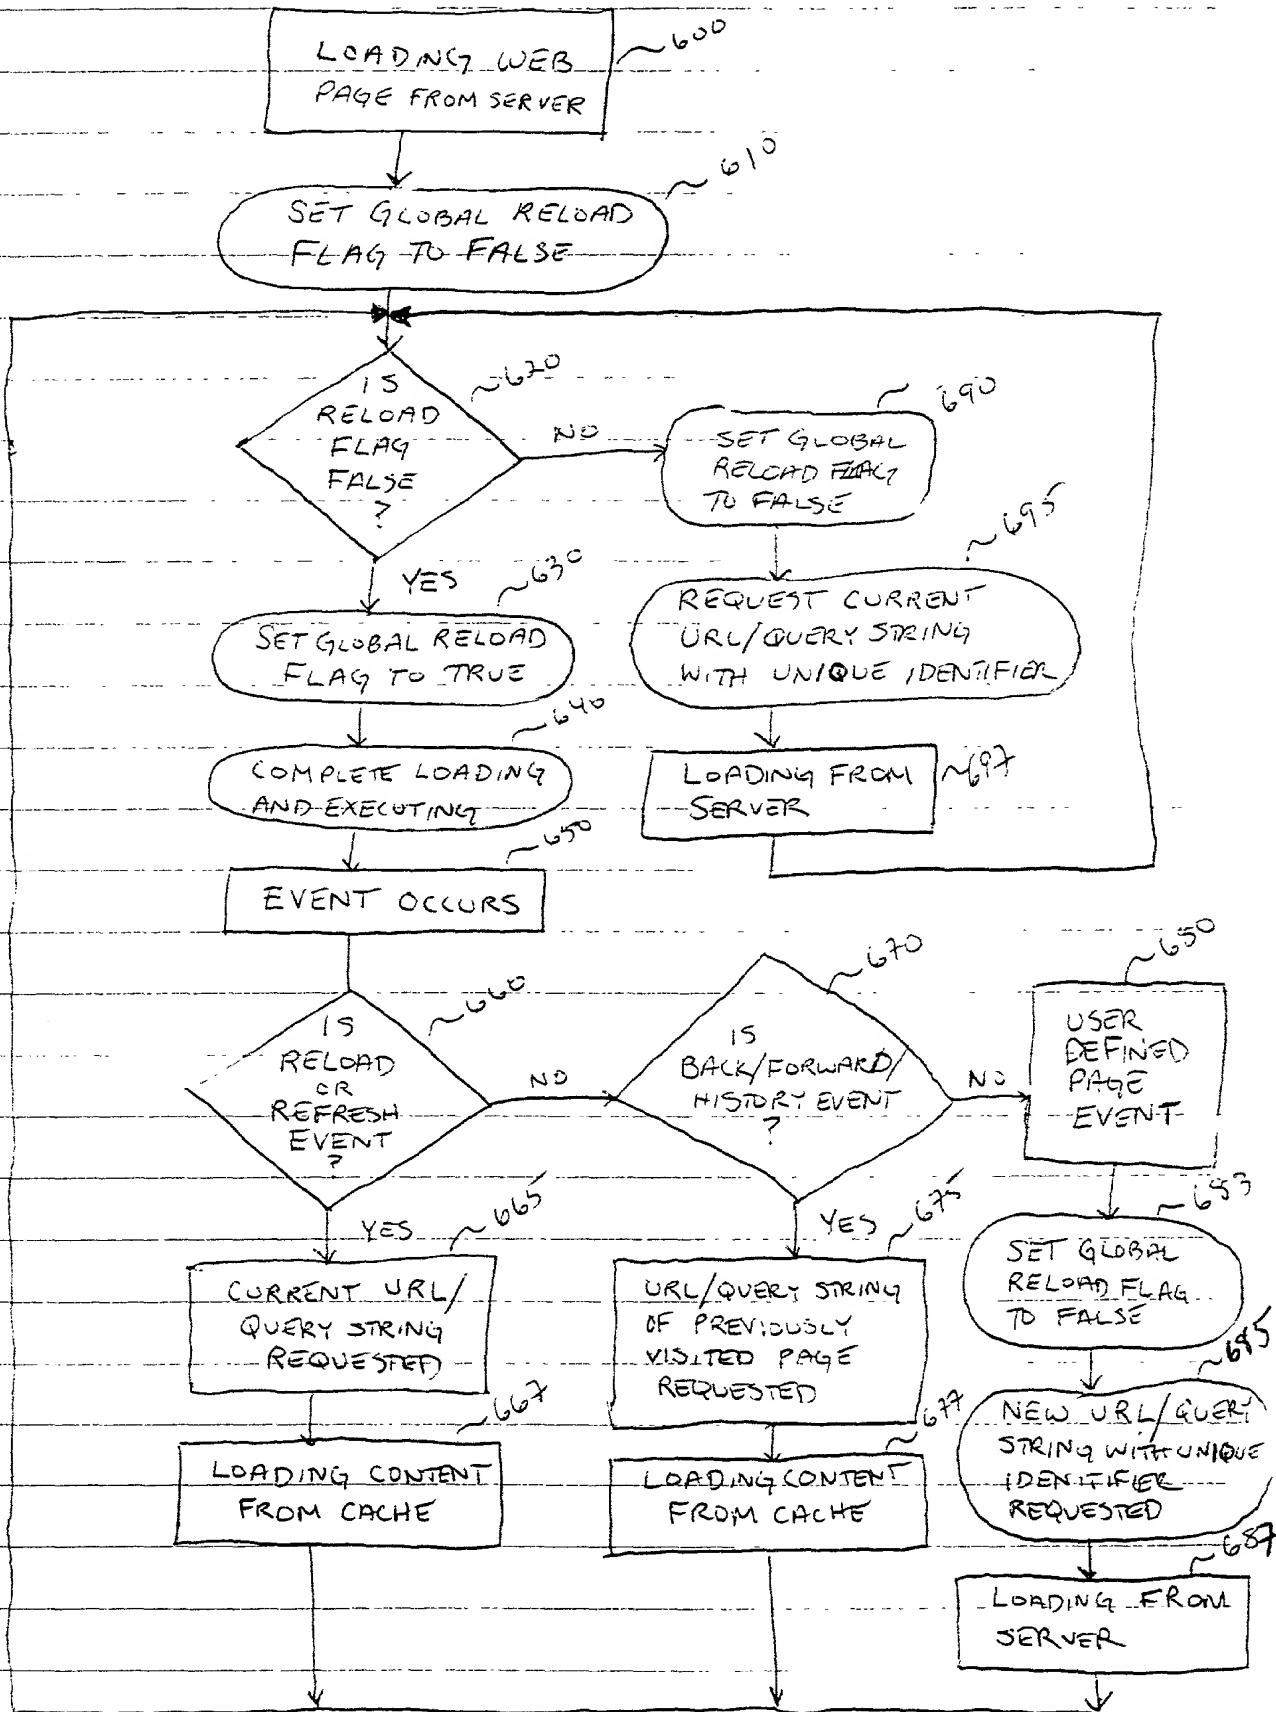 LOADING WEB
PAGE FROM SERVER
600
610
SET GLOBAL RELOAD
FLAG TO FALSE
620
IS
RELOAD
FLAG
FALSE
?
NO
690
SET GLOBAL
RELOAD FLAG
TO FALSE
695
YES
630
SET GLOBAL RELOAD
FLAG TO TRUE
REQUEST CURRENT
URL/QUERY STRING
WITH UNIQUE IDENTIFIER
640
COMPLETE LOADING
AND EXECUTING
LOADING FROM
SERVER
697
650
EVENT OCCURS
660
IS
RELOAD
OR
REFRESH
EVENT
?
NO
670
IS
BACK/FORWARD/
HISTORY EVENT
?
NO
650
USER
DEFINED
PAGE
EVENT
YES
665
CURRENT URL/
QUERY STRING
REQUESTED
YES
675
URL/QUERY STRING
OF PREVIOUSLY
VISITED PAGE
REQUESTED
683
SET GLOBAL
RELOAD FLAG
TO FALSE
685
667
LOADING CONTENT
FROM CACHE
677
LOADING CONTENT
FROM CACHE
NEW URL/QUERY
STRING WITH UNIQUE
IDENTIFIER
REQUESTED
687
LOADING FROM
SERVER